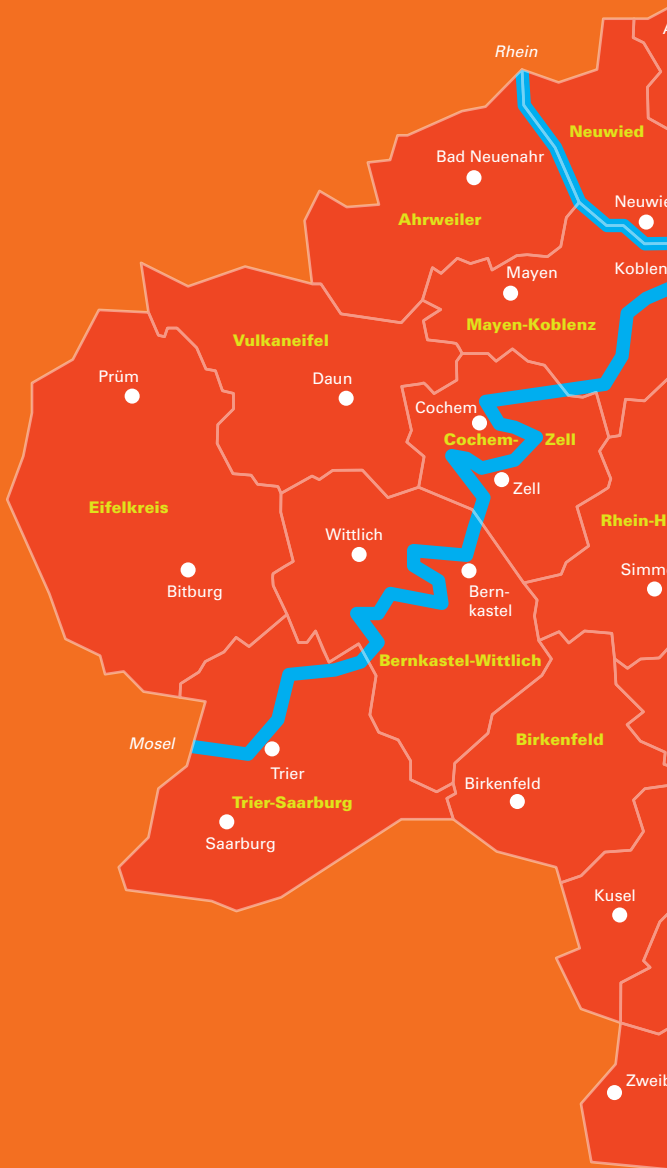 Rhein
Neuwied
Bad Neuenahr
Ahrweiler
Mayen
Mayen-Koblenz
Vulkaneifel
Prüm
Daun
Cochem
Cochem- Zell
Zell
Eifelkreis
Wittlich
Bitburg
Bern-
kastel
Bernkastel-Wittlich
Mosel
Birkenfeld
Trier
Birkenfeld
Trier-Saarburg
Saarburg
Kusel